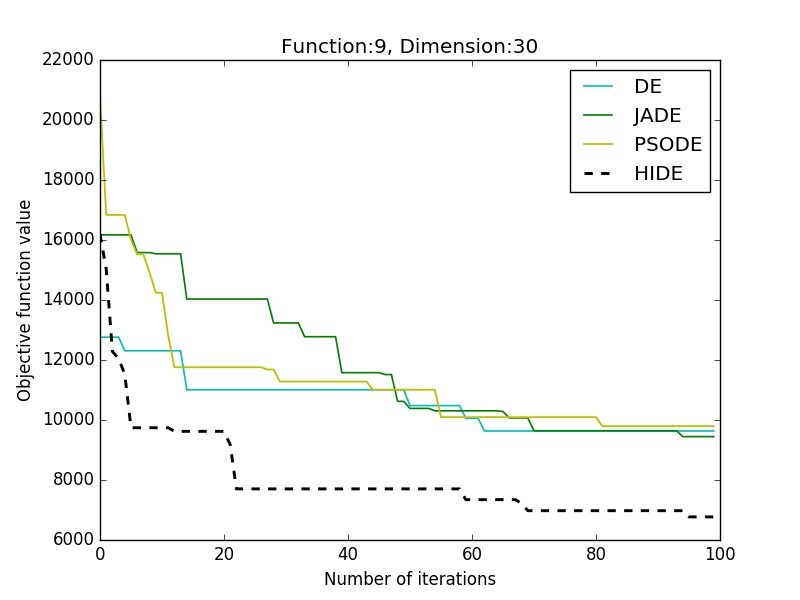 Function:9, Dimension:30
22000
20000
18000
16000
14000
12000
10000
8000
6000
0
20
40
60
80
100
Objective function value
Number of iterations
DE
JADE
PSODE
HIDE